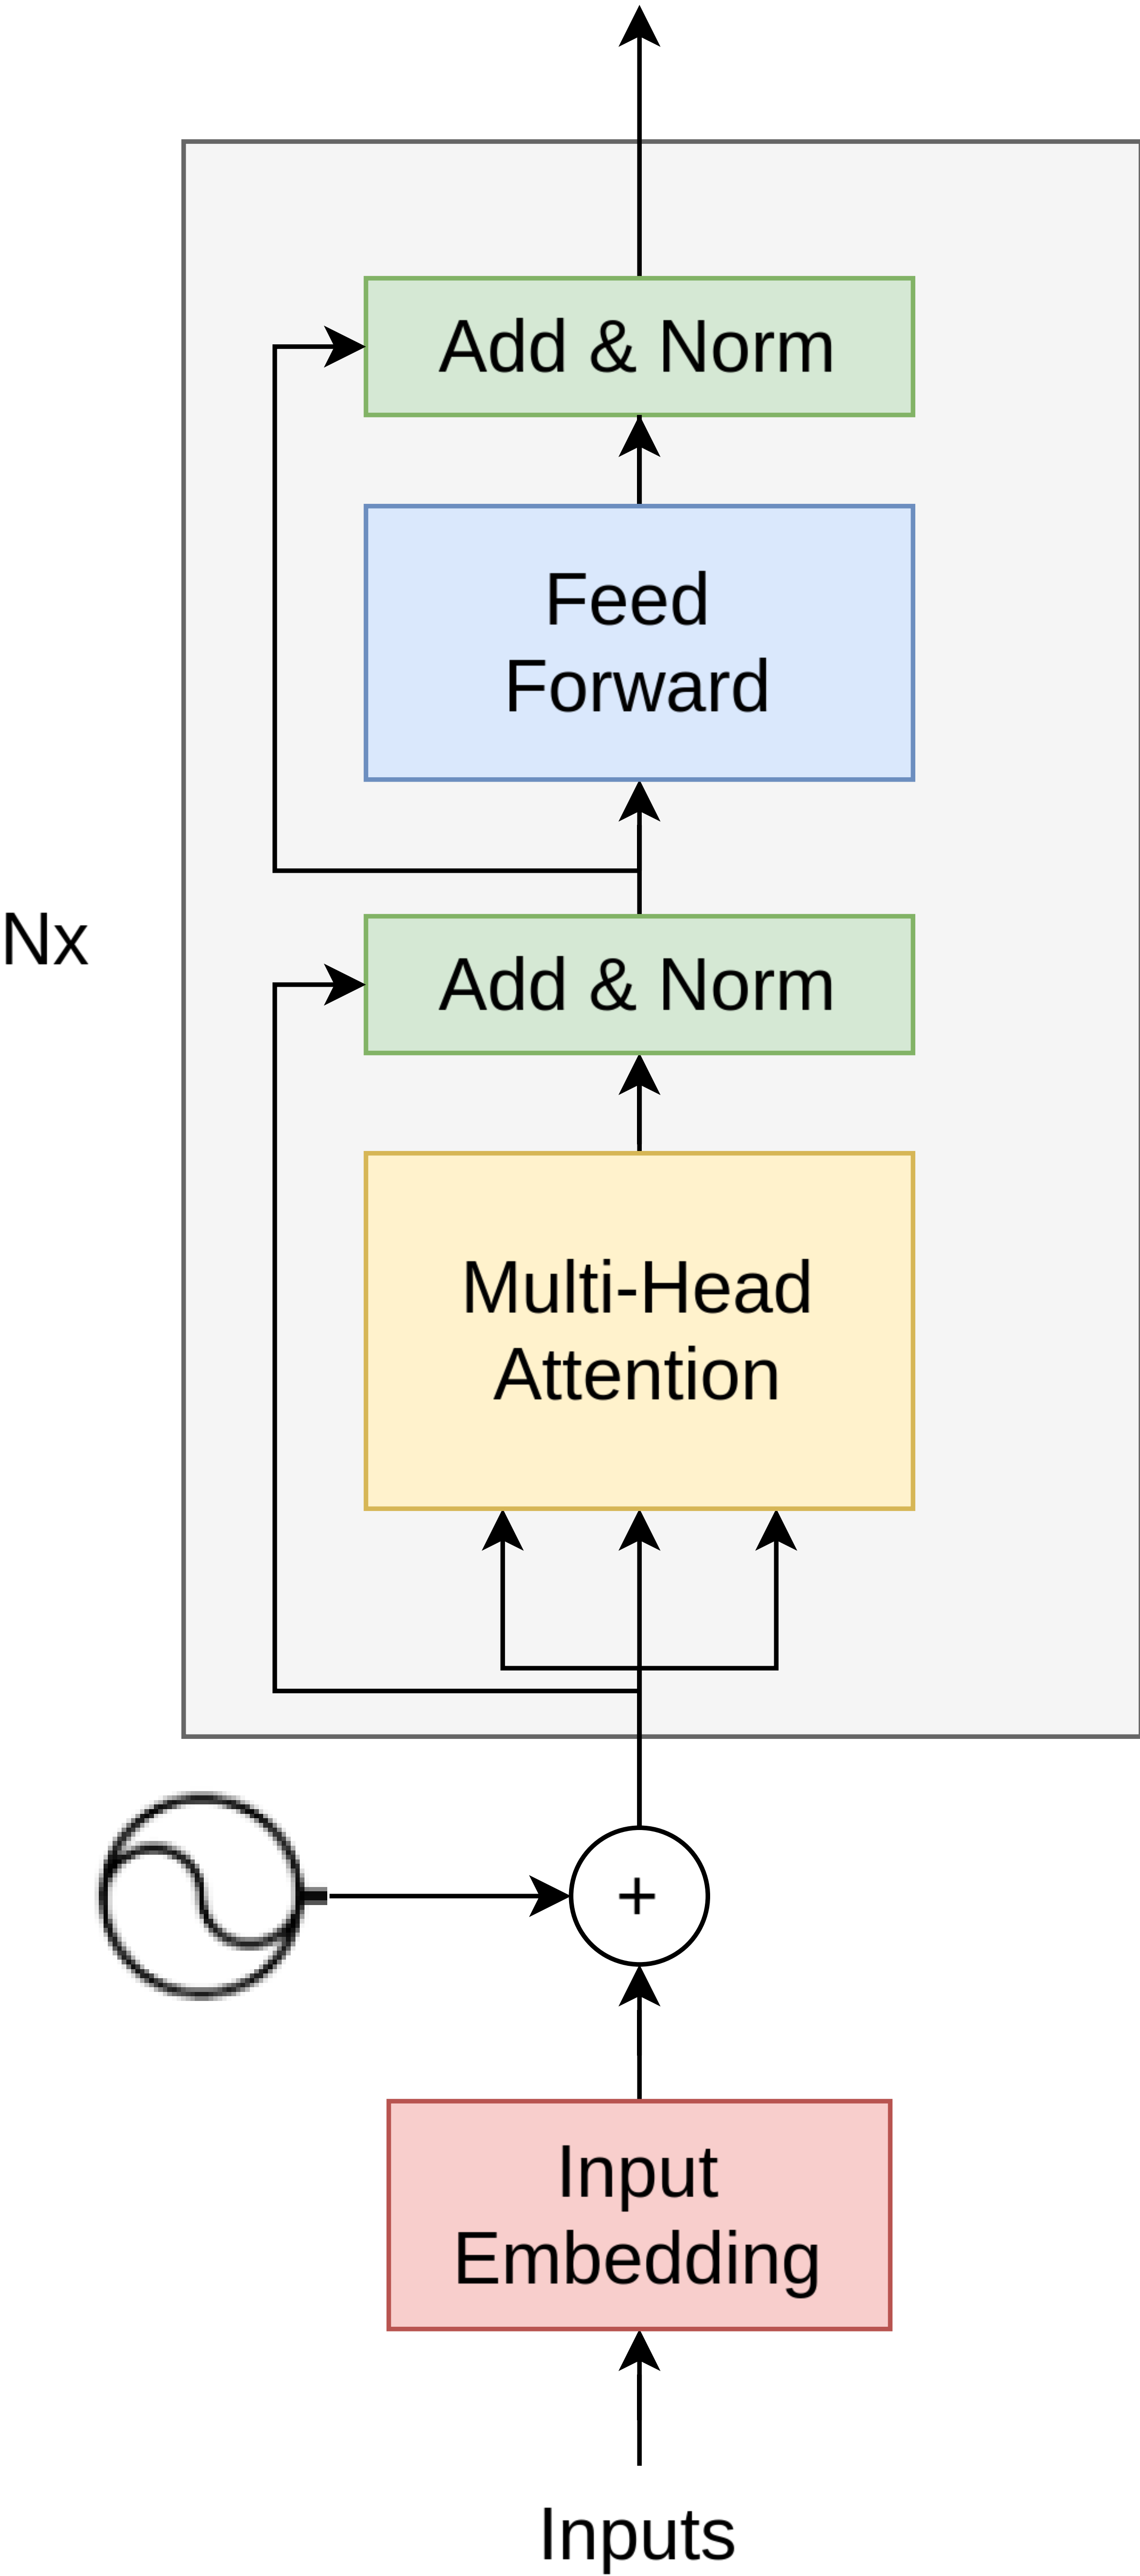 Add & Norm
Feed
Forward
Nx
Add & Norm
Multi-Head
Attention
+
Input
Embedding
Inputs